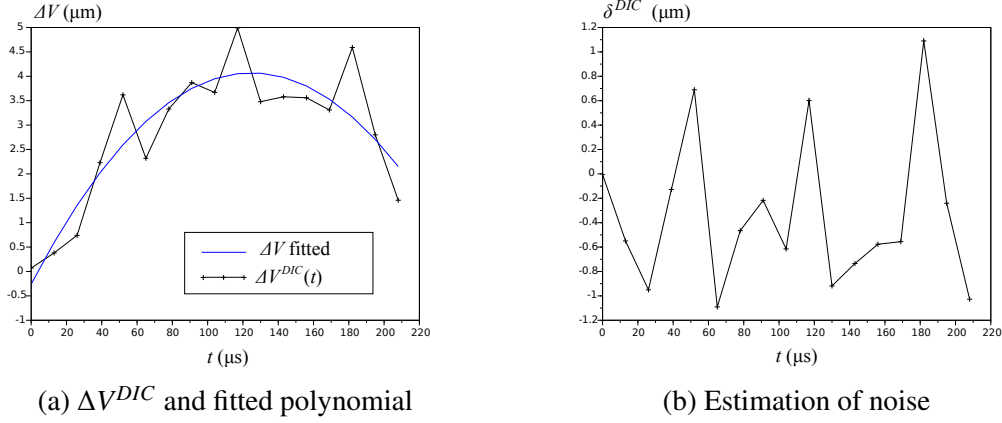 ΔV (μm)
5
4.5
4
3.5
3
2.5
2
1.5
1
0.5
0
-0.5
-1
0 20 40 60 80 100 120 140 160 180 200 220
t (μs)
ΔV fitted
ΔV^{DIC}(t)
(a) ΔV^{DIC} and fitted polynomial
δ^{DIC}
1.2
1
0.8
0.6
0.4
0.2
0
-0.2
-0.4
-0.6
-0.8
-1
-1.2
0 20 40 60 80 100 120 140 160 180 200 220
t (μs)
(b) Estimation of noise